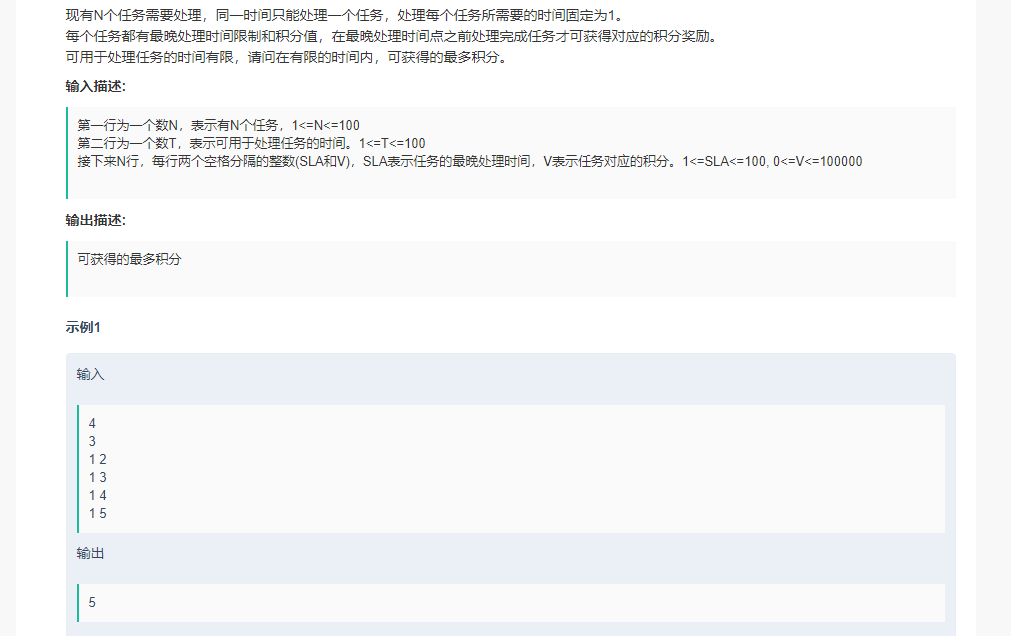 现有N个任务需要处理，同一时间只能处理一个任务，处理每个任务所需要的时间固定为1。
每个任务都有最晚处理时间限制和积分值，在最晚处理时间点之前处理完成任务才可获得对应的积分奖励。
可用于处理任务的时间有限，请问在有限的时间内，可获得的最多积分。
输入描述:
第一行为一个数N，表示有N个任务，1<=N<=100
第二行为一个数T，表示可用于处理任务的时间。1<=T<=100
接下来N行，每行两个空格分隔的整数(SLA和V)，SLA表示任务的最晚处理时间，V表示任务对应的积分。1<=SLA<=100, 0<=V<=100000
输出描述:
可获得的最多积分
示例1
输入
4
3
1 2
1 3
1 4
1 5
输出
5